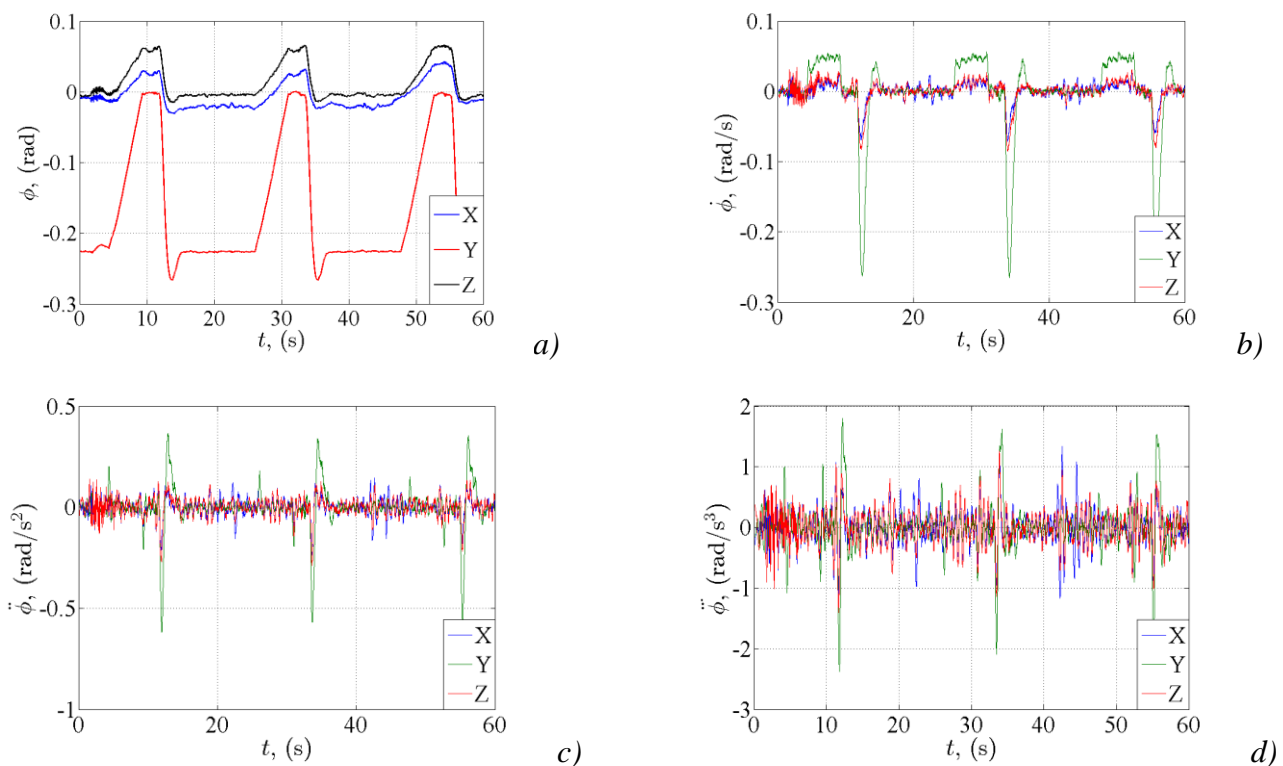 0.1
0
-0.1
-0.2
-0.3
ϕ, (rad)
X
Y
Z
0 10 20 30 40 50 60
t, (s)
a)
0.1
0
-0.1
-0.2
-0.3
ϕ̇, (rad/s)
X
Y
Z
0 20 40 60
t, (s)
b)
0.5
0
-0.5
-1
ϕ̈, (rad/s²)
X
Y
Z
0 20 40 60
t, (s)
c)
2
1
0
-1
-2
-3
ϕ⃛, (rad/s³)
X
Y
Z
0 10 20 30 40 50 60
t, (s)
d)